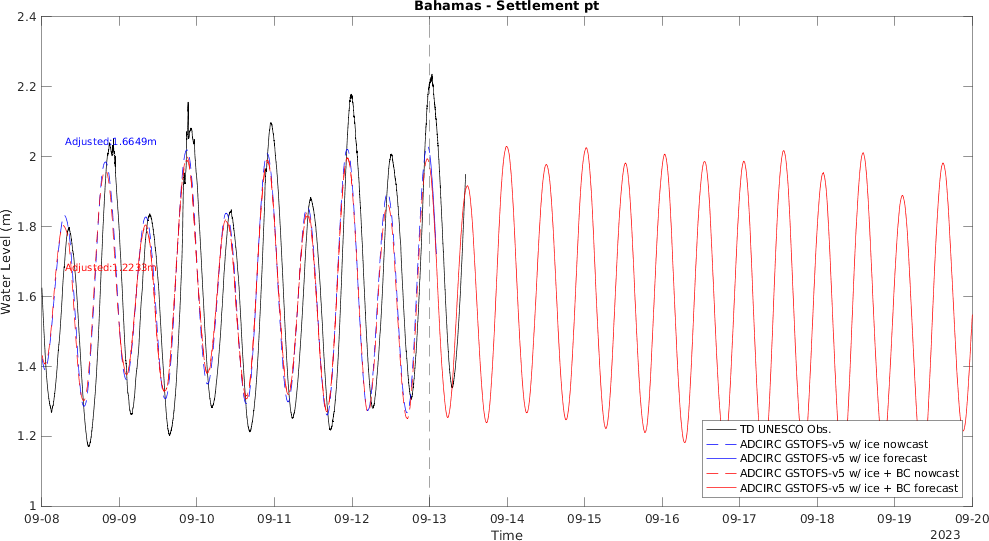 Bahamas - Settlement pt
2.4
2.2
2
1.8
1.6
1.4
1.2
1
Water Level (m)
Adjusted:1.6649m
Adjusted:1.2233m
TD UNESCO Obs.
ADCIRC GSTOFS-v5 w/ ice nowcast
ADCIRC GSTOFS-v5 w/ ice forecast
ADCIRC GSTOFS-v5 w/ ice + BC nowcast
ADCIRC GSTOFS-v5 w/ ice + BC forecast
09-08 09-09 09-10 09-11 09-12 09-13 09-14 09-15 09-16 09-17 09-18 09-19 09-20
Time
2023